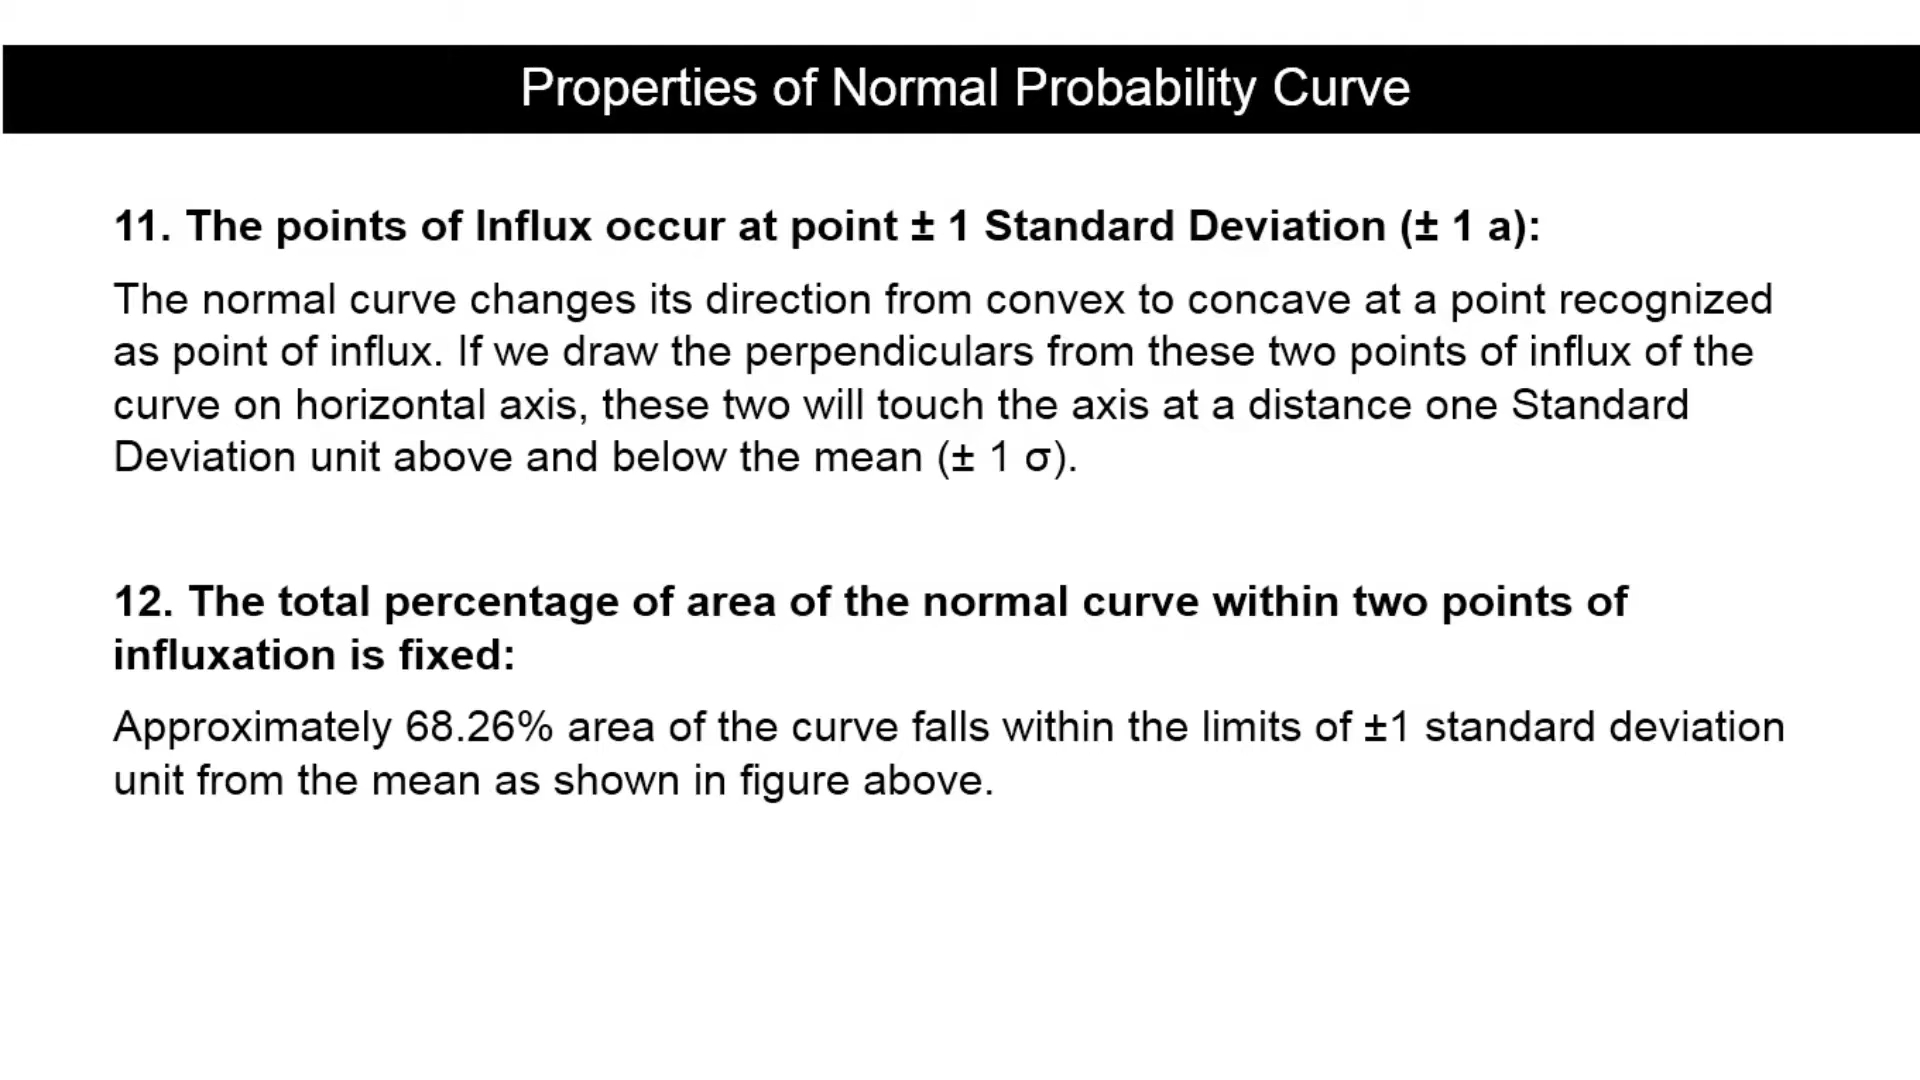 Properties of Normal Probability Curve
11. The points of Influx occur at point ± 1 Standard Deviation (± 1 a):
The normal curve changes its direction from convex to concave at a point recognized
as point of influx. If we draw the perpendiculars from these two points of influx of the
curve on horizontal axis, these two will touch the axis at a distance one Standard
Deviation unit above and below the mean (± 1 σ).
12. The total percentage of area of the normal curve within two points of
influxation is fixed:
Approximately 68.26% area of the curve falls within the limits of ±1 standard deviation
unit from the mean as shown in figure above.